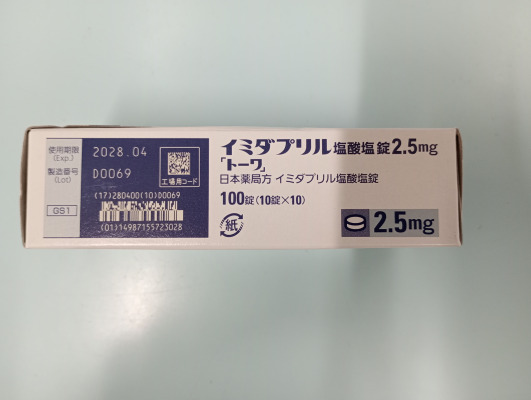 使用期限
(Exp.)
2028.04
製造番号
(Lot)
D0069
工場用コード
(17)280400(10)D0069
GS1
(01)14987155723028
イミダプリル塩酸塩錠2.5mg
「トーワ」
日本薬局方 イミダプリル塩酸塩錠
100錠(10錠×10)
紙
2.5mg